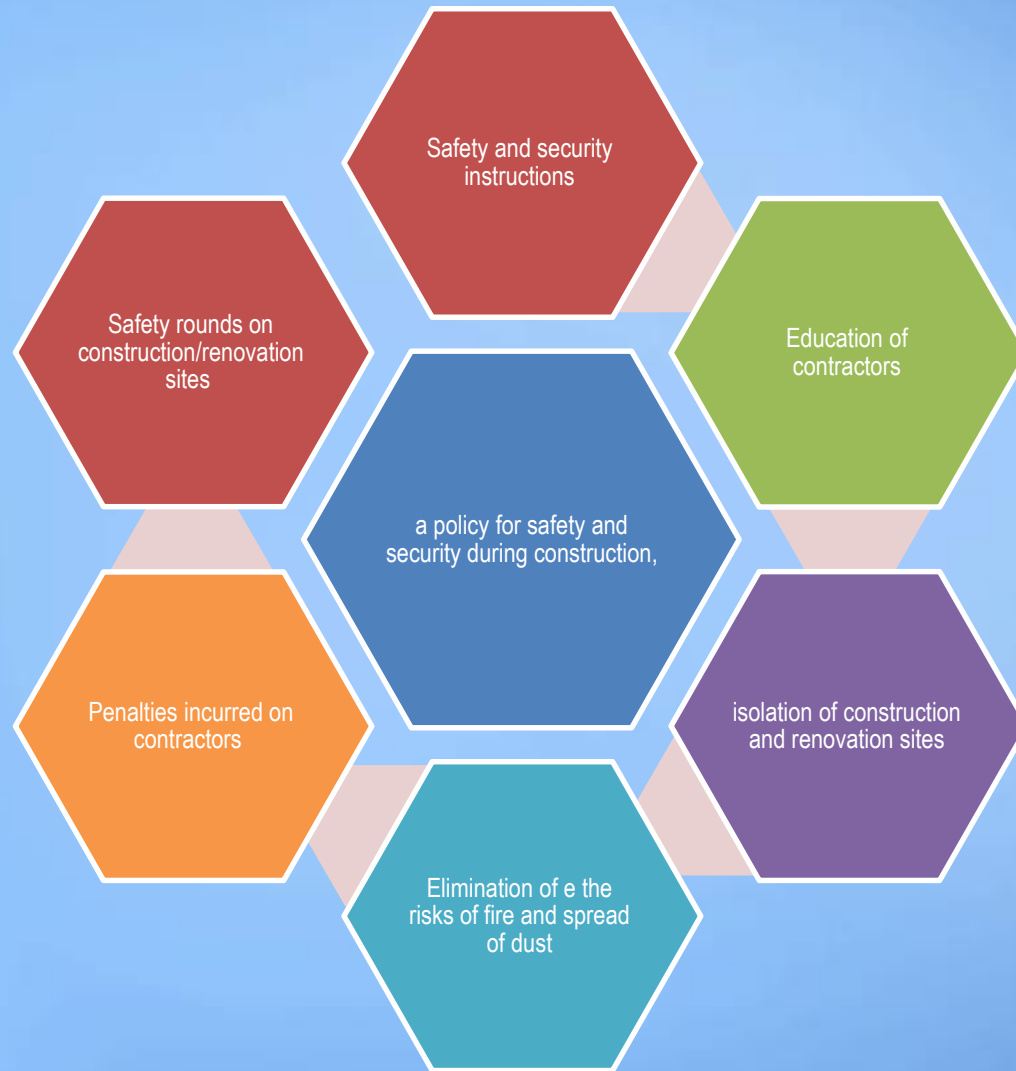 Safety and security
instructions
Education of
contractors
isolation of construction
and renovation sites
Elimination of e the
risks of fire and spread
of dust
Penalties incurred on
contractors
Safety rounds on
construction/renovation
sites
a policy for safety and
security during construction,